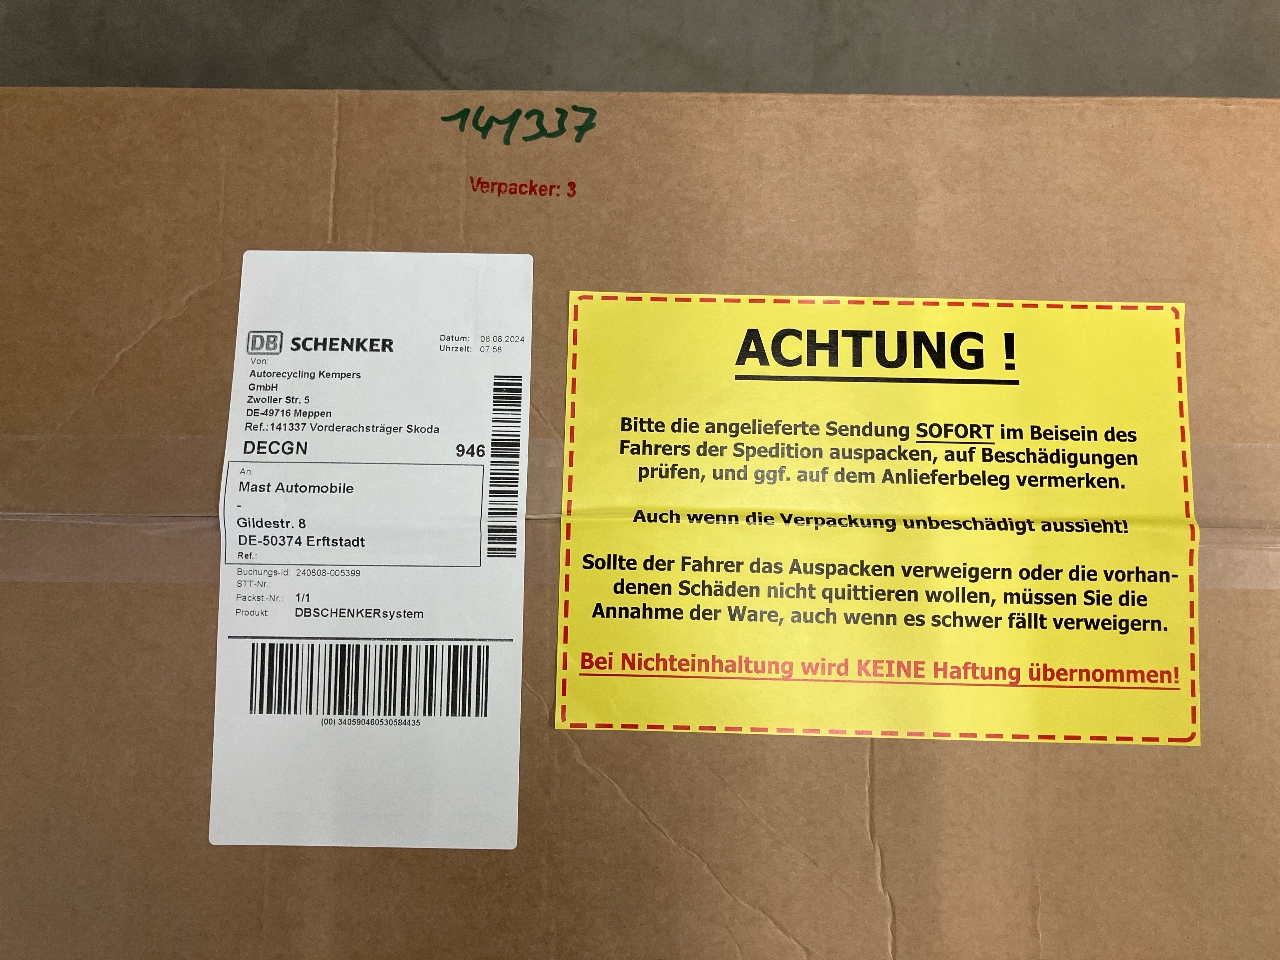 141337
Verpacker: 3
DB SCHENKER
Datum: 08.08.2024
Uhrzeit: 07:58
Von:
Autorecycling Kempers
GmbH
Zwoller Str. 5
DE-49716 Meppen
Ref.:141337 Vorderachsträger Skoda
DECGN 946
An:
Mast Automobile
-
Gildestr. 8
DE-50374 Erftstadt
Ref.:
Buchungs-Id: 240808-005399
STT-Nr.:
Packst.-Nr.: 1/1
Produkt: DBSCHENKERsystem
(00) 340590460530584435
ACHTUNG !
Bitte die angelieferte Sendung SOFORT im Beisein des
Fahrers der Spedition auspacken, auf Beschädigungen
prüfen, und ggf. auf dem Anlieferbeleg vermerken.
Auch wenn die Verpackung unbeschädigt aussieht!
Sollte der Fahrer das Auspacken verweigern oder die vorhan-
denen Schäden nicht quittieren wollen, müssen Sie die
Annahme der Ware, auch wenn es schwer fällt verweigern.
Bei Nichteinhaltung wird KEINE Haftung übernommen!